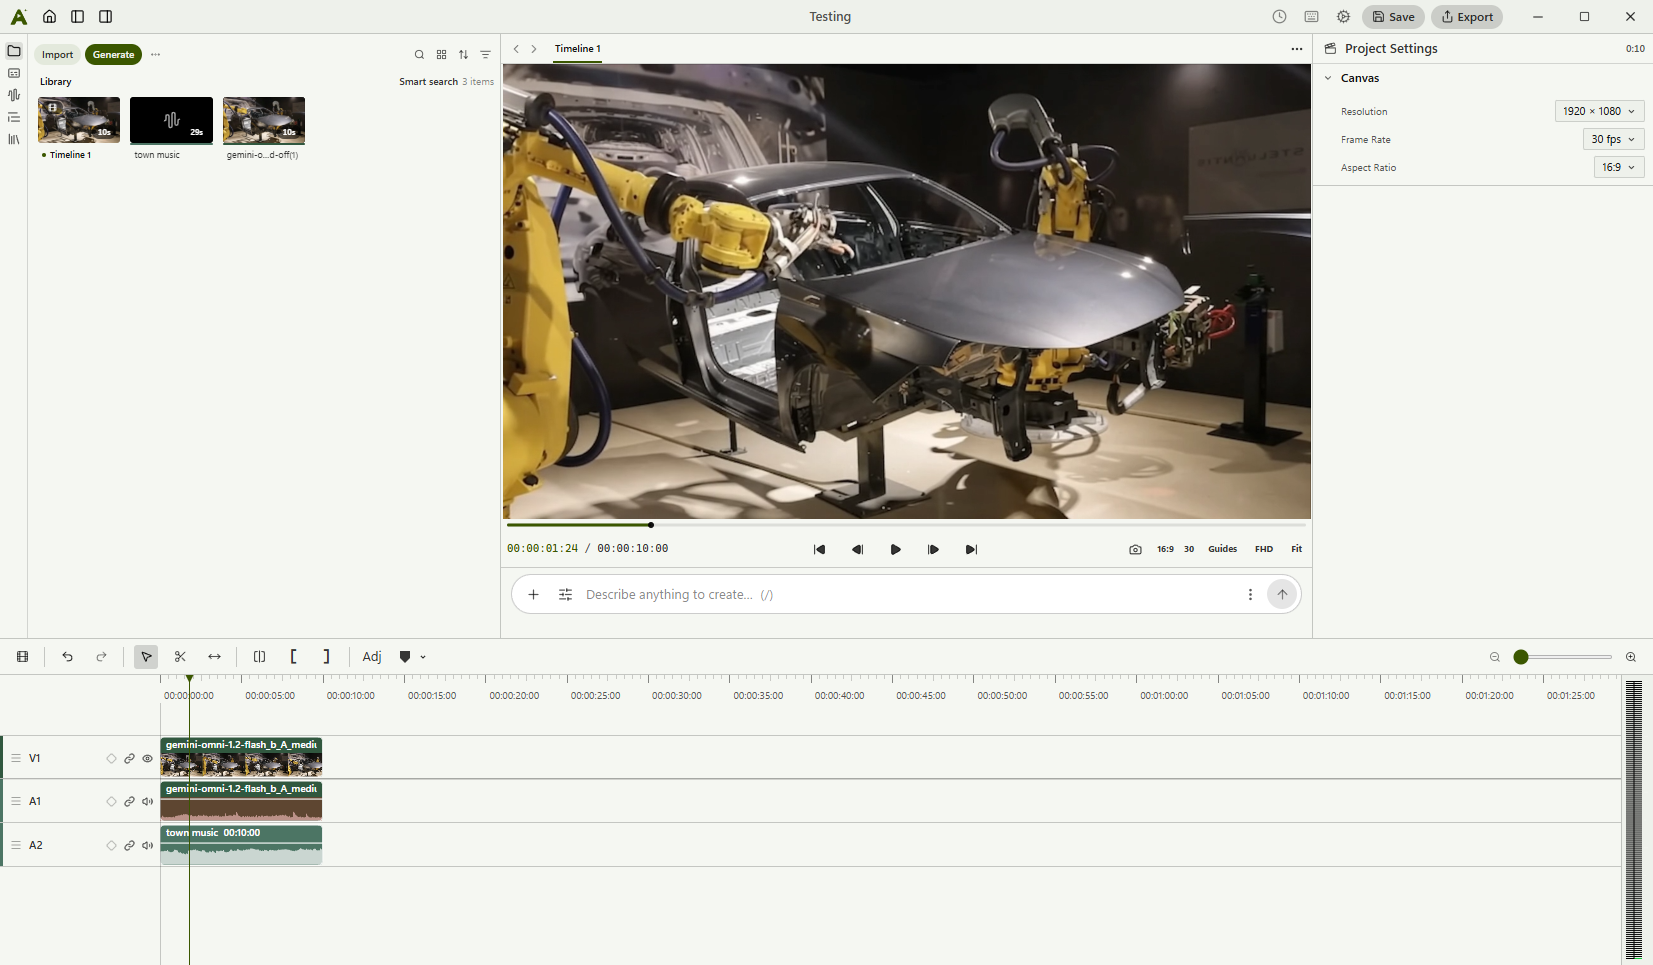 Testing
Save
Export
Import
Generate
Library
Smart search 3 items
10s
29s
10s
Timeline 1
town music
gemini-o...d-off(1)
Timeline 1
00:00:01:24 / 00:00:10:00
16:9
30
Guides
FHD
Fit
Describe anything to create... (/)
Project Settings
0:10
Canvas
Resolution
1920 × 1080
Frame Rate
30 fps
Aspect Ratio
16:9
Adj
00:00:00:00
00:00:05:00
00:00:10:00
00:00:15:00
00:00:20:00
00:00:25:00
00:00:30:00
00:00:35:00
00:00:40:00
00:00:45:00
00:00:50:00
00:00:55:00
00:01:00:00
00:01:05:00
00:01:10:00
00:01:15:00
00:01:20:00
00:01:25:00
V1
gemini-omni-1.2-flash_b_A_mediu
A1
gemini-omni-1.2-flash_b_A_mediu
A2
town music 00:10:00